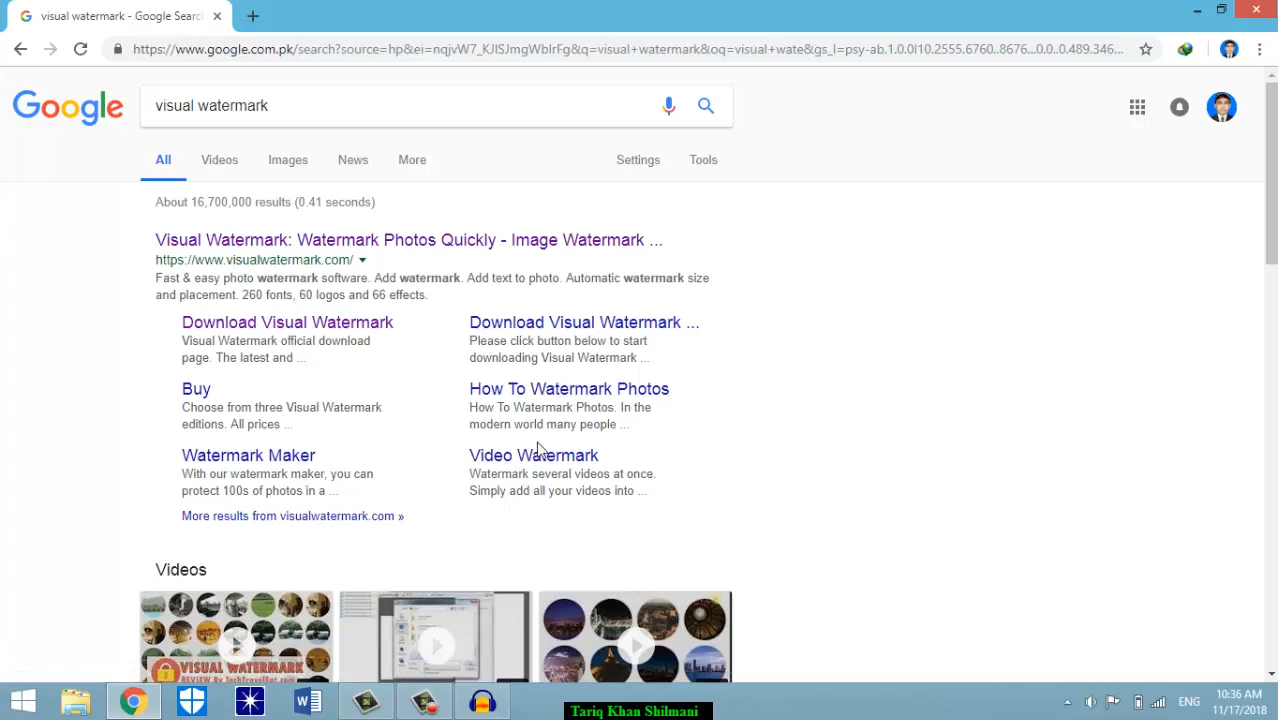 visual watermark - Google Searc
https://www.google.com.pk/search?source=hp&ei=nqjvW7_KJISJmgWblrFg&q=visual+watermark&oq=visual+wate&gs_l=psy-ab.1.0.0l10.2555.6760..8676...0.0..0.489.346...
Google
visual watermark
All Videos Images News More Settings Tools
About 16,700,000 results (0.41 seconds)
Visual Watermark: Watermark Photos Quickly - Image Watermark ...
https://www.visualwatermark.com/
Fast & easy photo watermark software. Add watermark. Add text to photo. Automatic watermark size
and placement. 260 fonts, 60 logos and 66 effects.
Download Visual Watermark
Visual Watermark official download
page. The latest and ...
Download Visual Watermark ...
Please click button below to start
downloading Visual Watermark ...
Buy
Choose from three Visual Watermark
editions. All prices ...
How To Watermark Photos
How To Watermark Photos. In the
modern world many people ...
Watermark Maker
With our watermark maker, you can
protect 100s of photos in a ...
Video Watermark
Watermark several videos at once.
Simply add all your videos into ...
More results from visualwatermark.com »
Videos
VISUAL WATERMARK
REVIEW By TechTravelBot.com
ENG
10:36 AM
11/17/2018
Tariq Khan Shilmani